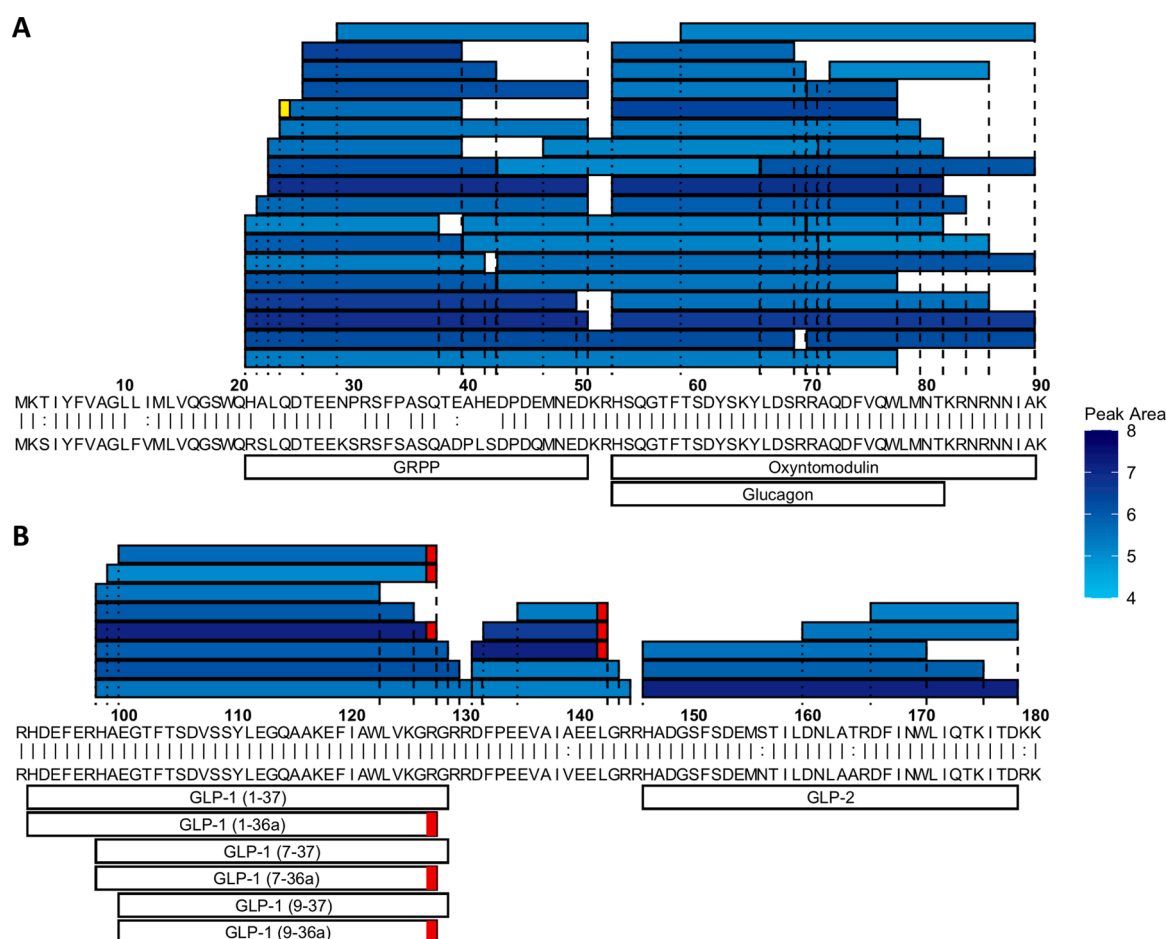 A
10 20 30 40 50 60 70 80 90
MKTIYFVAGLLIMLVQGSWQHALQDTEENPRSFPASQTEAHEDPDEMNEDKRHSQGTFTSDYSKYLDSRRAQDFVQWLMNTKRNRNNIAK
MKSIYFVAGLFVMLVQGSWQRSLQDTEEKSRSFSASQADPLSDPDQMNEDKRHSQGTFTSDYSKYLDSRRAQDFVQWLMNTKRNRNNIAK
GRPP
Oxyntomodulin
Glucagon
Peak Area
8
7
6
5
4
B
100 110 120 130 140 150 160 170 180
RHDEFERHAEGTFTSDVSSYLEGQAAKEFIAWLVKGRGRRDFPEEVAIAEELGRRHADGSFSDEMSTILDNLATRDFINWLIQTKITDKK
RHDEFERHAEGTFTSDVSSYLEGQAAKEFIAWLVKGRGRRDFPEEVAIVEELGRRHADGSFSDEMNTILDNLAARDFINWLIQTKITDRK
GLP-1 (1-37)
GLP-2
GLP-1 (1-36a)
GLP-1 (7-37)
GLP-1 (7-36a)
GLP-1 (9-37)
GLP-1 (9-36a)